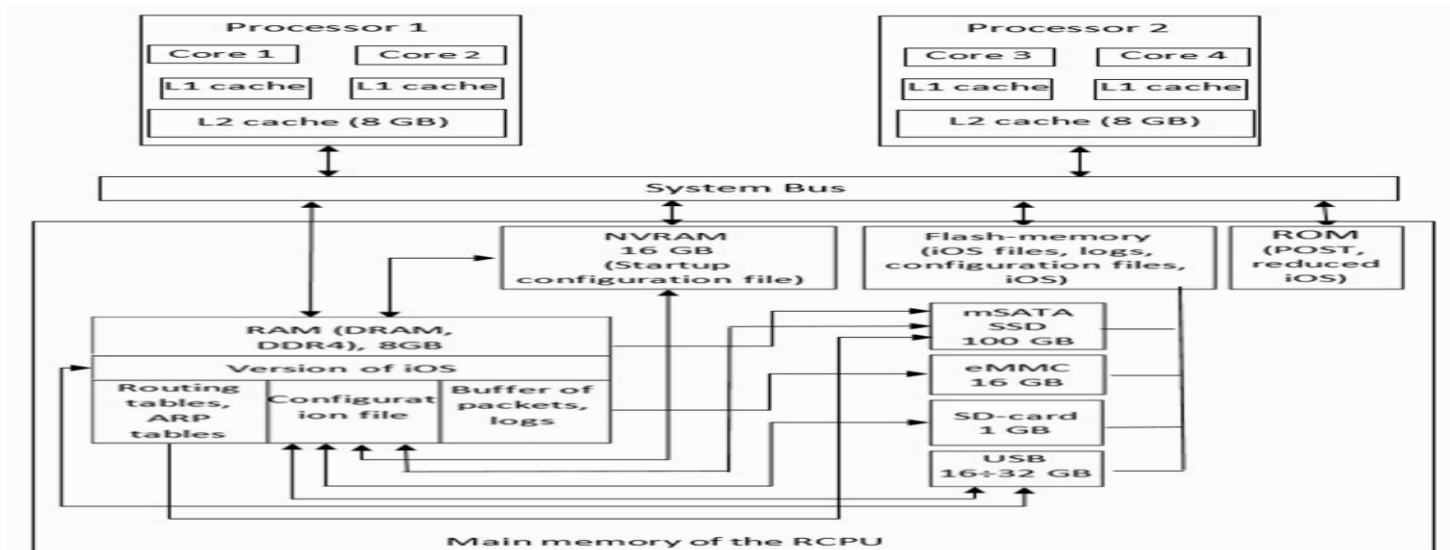 Processor 1
Core 1
Core 2
L1 cache
L1 cache
L2 cache (8 GB)
Processor 2
Core 3
Core 4
L1 cache
L1 cache
L2 cache (8 GB)
System Bus
NVRAM
16 GB
(Startup
configuration file)
Flash-memory
(iOS files, logs,
configuration files,
iOS)
ROM
(POST,
reduced
iOS)
RAM (DRAM,
DDR4), 8GB
Version of iOS
Routing
tables,
ARP
tables
Configurat
ion file
Buffer of
packets,
logs
mSATA
SSD
100 GB
eMMC
16 GB
SD-card
1 GB
USB
16÷32 GB
Main memory of the RCPU